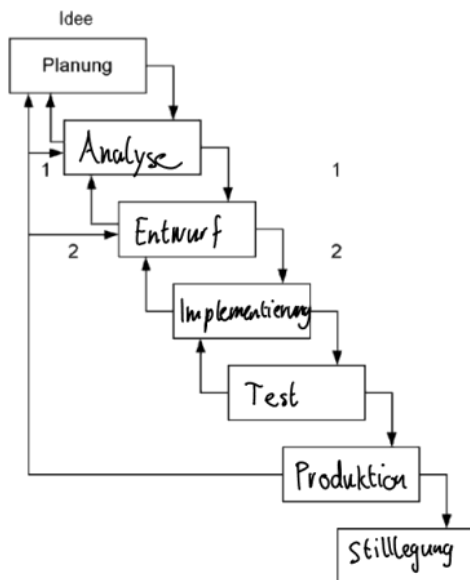 Idee
Planung
Analyse
1
1
Entwurf
2
2
Implementierung
Test
Produktion
Stilllegung